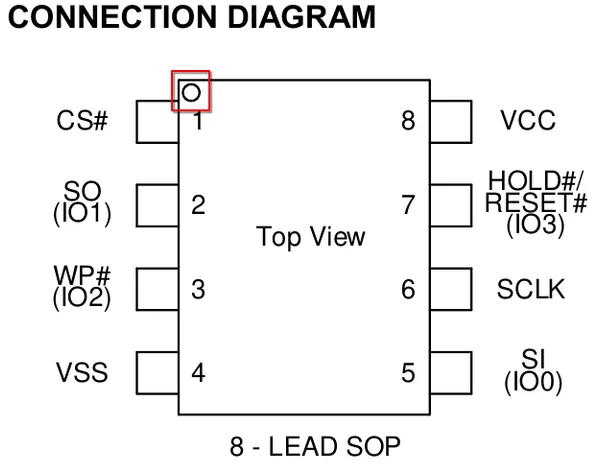 CONNECTION DIAGRAM
CS#
1
8
VCC
SO
(IO1)
2
7
HOLD#/
RESET#
(IO3)
Top View
WP#
(IO2)
3
6
SCLK
VSS
4
5
SI
(IO0)
8 - LEAD SOP